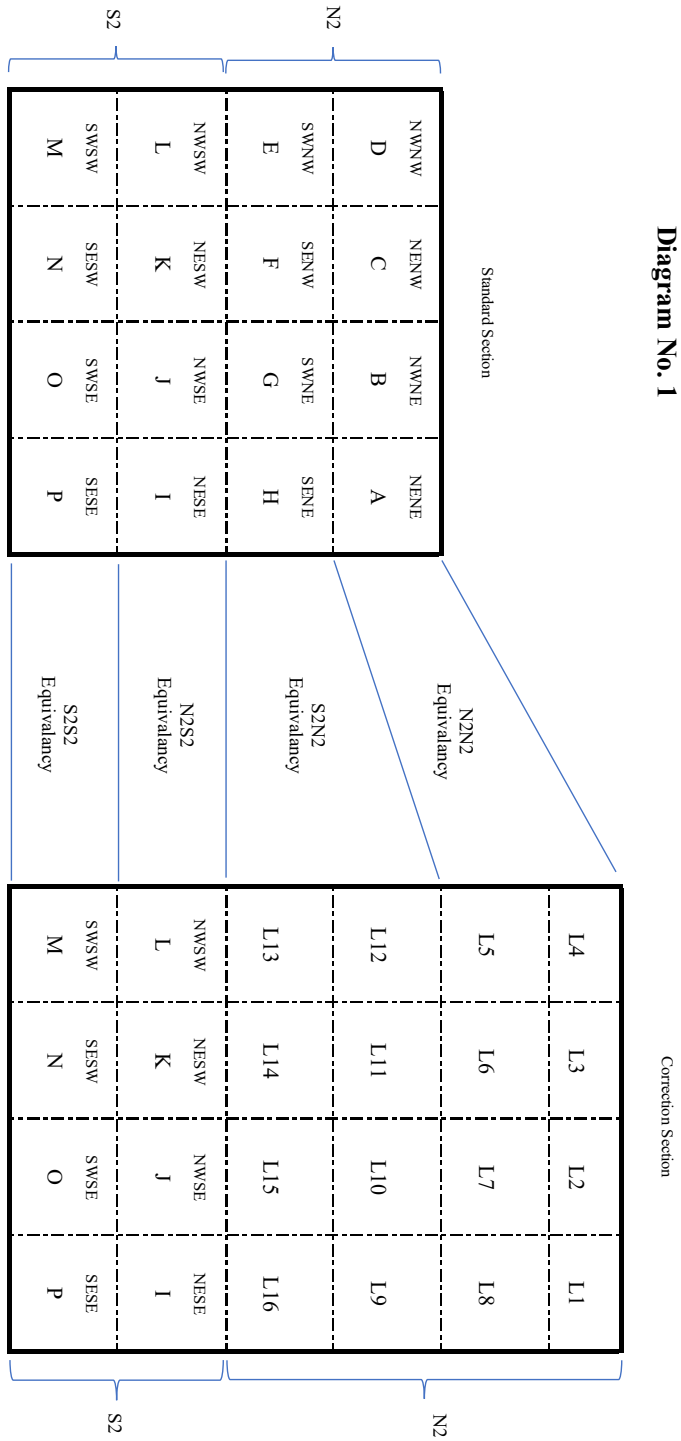 Diagram No. 1
Standard Section
Correction Section
N2
S2
NWNW
D
NENW
C
NWNE
B
NENE
A
SWNW
E
SENW
F
SWNE
G
SENE
H
NWSW
L
NESW
K
NWSE
J
NESE
I
SWSW
M
SESW
N
SWSE
O
SESE
P
N2N2
Equivalancy
S2N2
Equivalancy
N2S2
Equivalancy
S2S2
Equivalancy
L4
L3
L2
L1
L5
L6
L7
L8
L12
L11
L10
L9
L13
L14
L15
L16
NWSW
L
NESW
K
NWSE
J
NESE
I
SWSW
M
SESW
N
SWSE
O
SESE
P
N2
S2